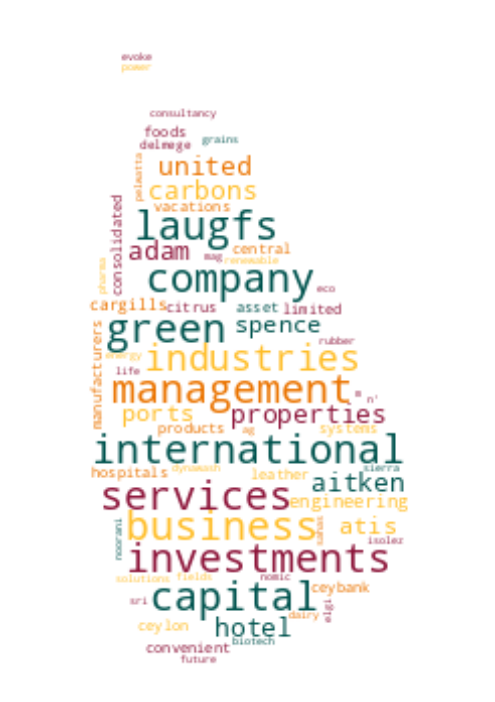 evoke
power
consultancy
foods
grains
delmege
pelwatta
united
carbons
consolidated
vacations
laugfs
adam
mag
central
renewable
pharma
company
eco
cargills
citrus
asset
limited
green
spence
manufacturers
rubber
energy
industries
life
management
n'
ports
properties
products
ag
systems
international
hospitals
dynawash
leather
sierra
aitken
services
engineering
business
sahas
atis
noorani
isolez
investments
solutions
fields
nomic
ceybank
sri
capital
elgi
dairy
ceylon
hotel
biotech
convenient
future